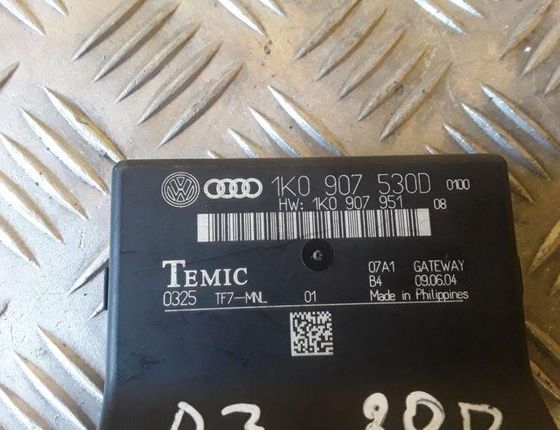 1K0 907 530D 0100
HW: 1K0 907 951 08
TEMIC 07A1 GATEWAY
B4 09.06.04
0325 TF7-MNL 01 Made in Philippines